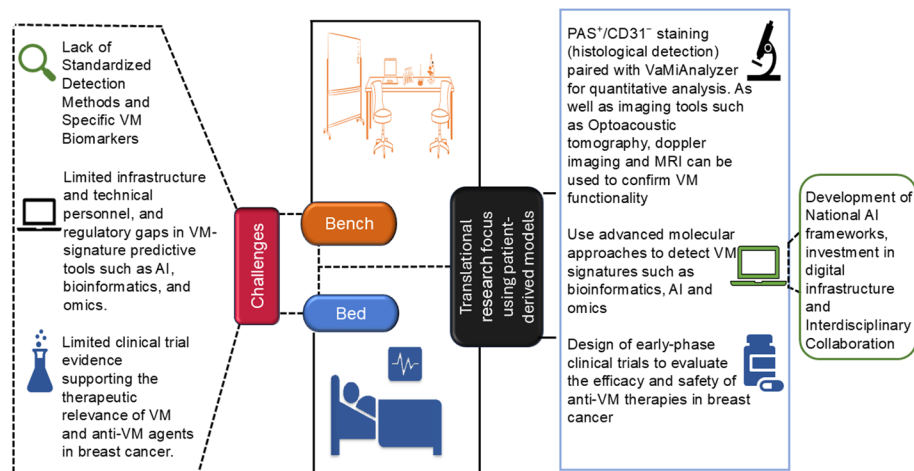 Lack of
Standardized
Detection
Methods and
Specific VM
Biomarkers
Limited infrastructure
and technical
personnel, and
regulatory gaps in VM-
signature predictive
tools such as AI,
bioinformatics, and
omics.
Limited clinical trial
evidence
supporting the
therapeutic
relevance of VM
and anti-VM agents
in breast cancer.
Challenges
Bench
Bed
Translational
research focus
using patient-
derived models
PAS⁺/CD31⁻ staining
(histological detection)
paired with VaMiAnalyzer
for quantitative analysis. As
well as imaging tools such
as Optoacoustic
tomography, doppler
imaging and MRI can be
used to confirm VM
functionality
Use advanced molecular
approaches to detect VM
signatures such as
bioinformatics, AI and
omics
Design of early-phase
clinical trials to evaluate
the efficacy and safety of
anti-VM therapies in breast
cancer
Development of
National AI
frameworks,
investment in
digital
infrastructure
and
Interdisciplinary
Collaboration